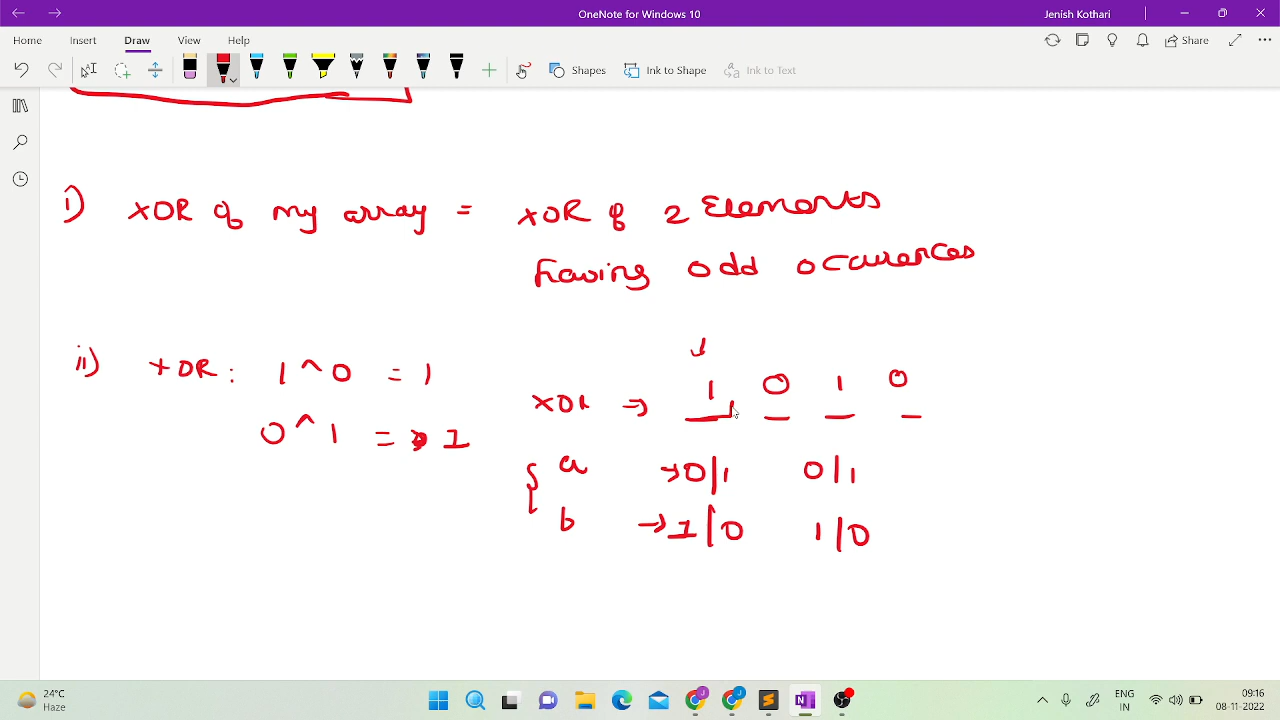 OneNote for Windows 10
Jenish Kothari
Home Insert Draw View Help
Share
Shapes Ink to Shape Ink to Text
i) XOR of my array = XOR of 2 Elements
having odd occurences
ii) XOR: 1 ^ 0 = 1
0 ^ 1 = 1
XOR → 1 0 1 0
a → 0|1 0|1
b → 1|0 1|0
24°C
Haze
ENG
IN
09:16
08-11-2022